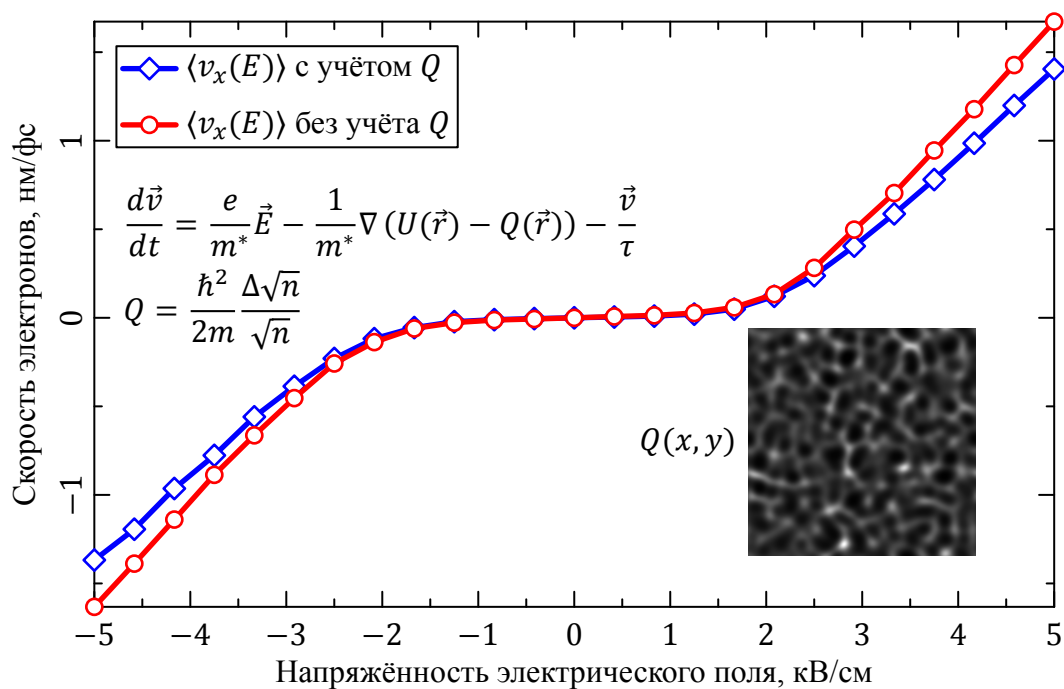 ⟨v_x(E)⟩ с учётом Q
⟨v_x(E)⟩ без учёта Q
dv⃗/dt = e/m* E⃗ − 1/m* ∇(U(r⃗) − Q(r⃗)) − v⃗/τ
Q = ħ²/2m Δ√n/√n
Q(x, y)
Скорость электронов, нм/фс
1
0
−1
−5 −4 −3 −2 −1 0 1 2 3 4 5
Напряжённость электрического поля, кВ/см